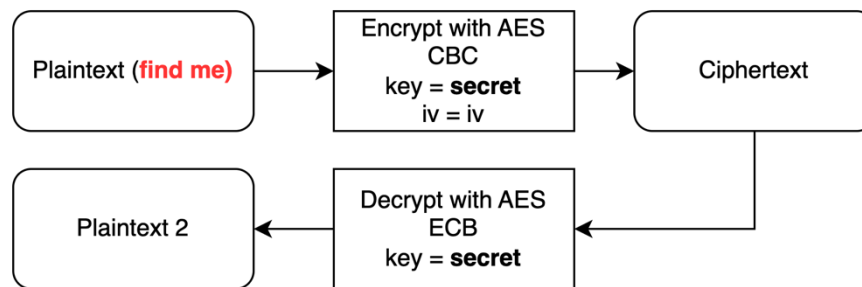 Plaintext (find me)
Encrypt with AES
CBC
key = secret
iv = iv
Ciphertext
Plaintext 2
Decrypt with AES
ECB
key = secret